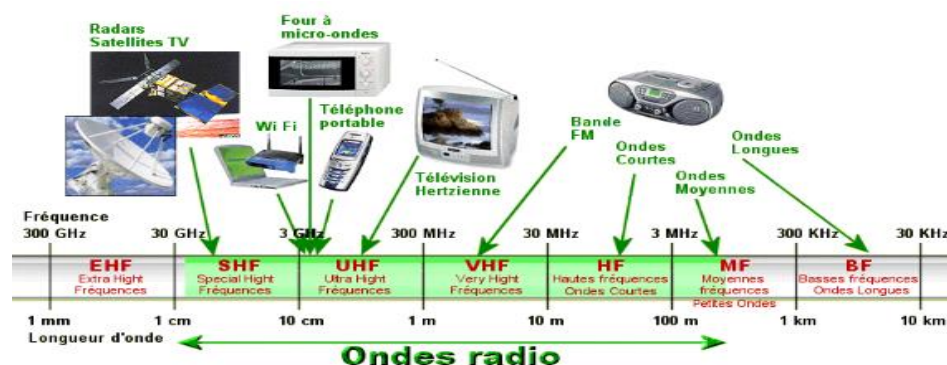 Radars
Satellites TV
Four à
micro-ondes
Wi Fi
Téléphone
portable
Télévision
Hertzienne
Bande
FM
Ondes
Courtes
Ondes
Moyennes
Ondes
Longues
Fréquence
300 GHz
30 GHz
3 GHz
300 MHz
30 MHz
3 MHz
300 KHz
30 KHz
EHF
Extra Hight
Fréquences
SHF
Special Hight
Fréquences
UHF
Ultra Hight
Fréquences
VHF
Very Hight
Fréquences
HF
Hautes fréquences
Ondes Courtes
MF
Moyennes
fréquences
Petites Ondes
BF
Basses fréquences
Ondes Longues
1 mm
1 cm
10 cm
1 m
10 m
100 m
1 km
10 km
Longueur d'onde
Ondes radio